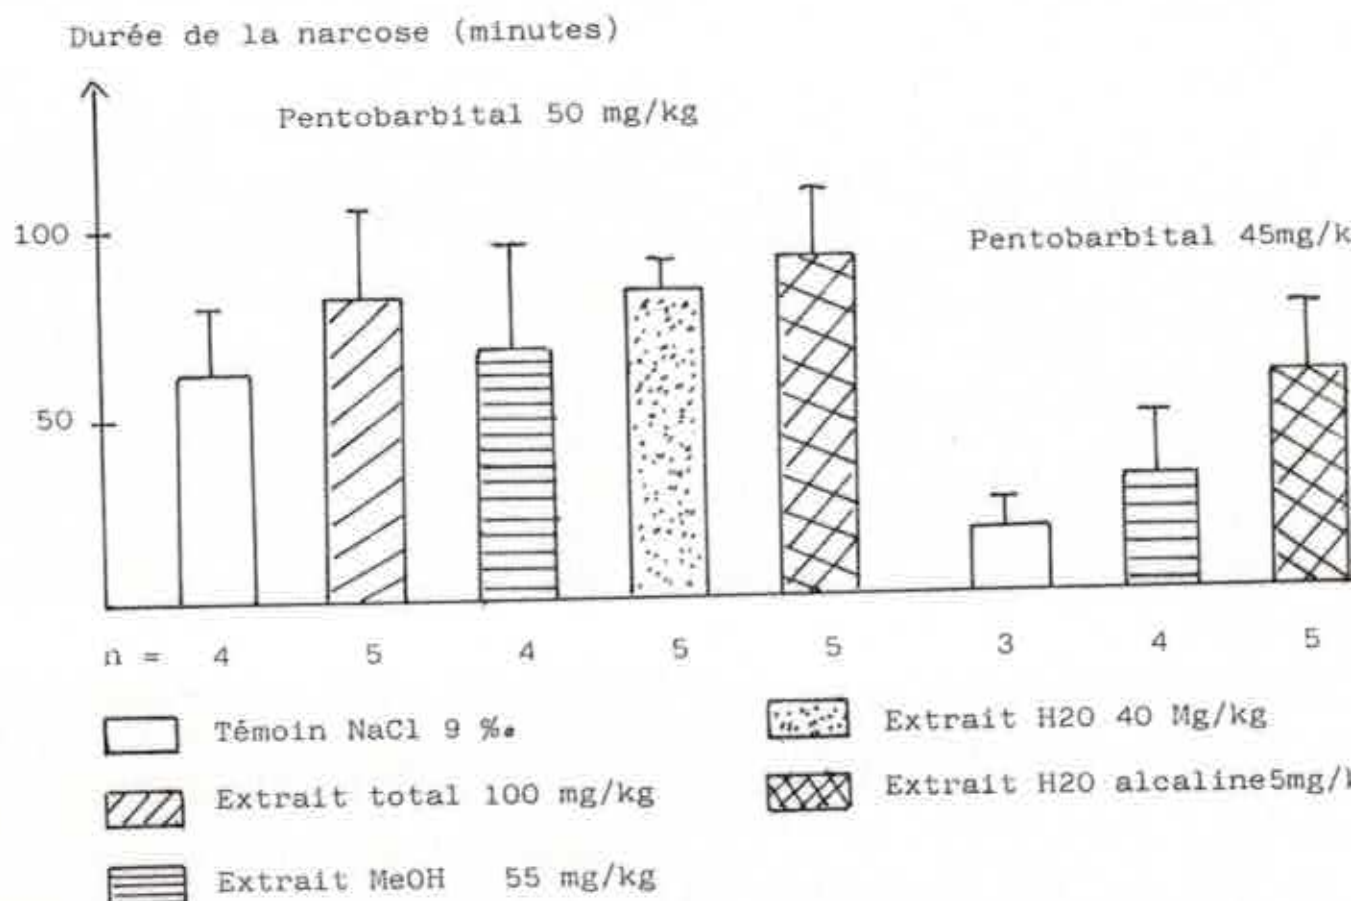 Durée de la narcose (minutes)
Pentobarbital 50 mg/kg
100
Pentobarbital 45mg/k
50
n = 4 5 4 5 5 3 4 5
Témoin NaCl 9 ‰
Extrait H2O 40 Mg/kg
Extrait total 100 mg/kg
Extrait H2O alcaline5mg/k
Extrait MeOH 55 mg/kg